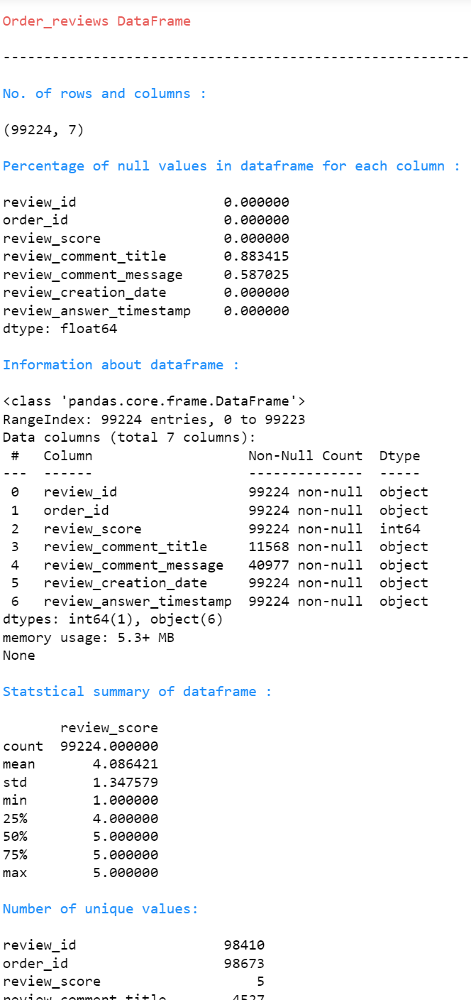 Order_reviews DataFrame
---------------------------------------------------------
No. of rows and columns :
(99224, 7)
Percentage of null values in dataframe for each column :
review_id                  0.000000
order_id                   0.000000
review_score               0.000000
review_comment_title       0.883415
review_comment_message     0.587025
review_creation_date       0.000000
review_answer_timestamp    0.000000
dtype: float64
Information about dataframe :
<class 'pandas.core.frame.DataFrame'>
RangeIndex: 99224 entries, 0 to 99223
Data columns (total 7 columns):
 #   Column                   Non-Null Count  Dtype
---  ------                   --------------  -----
 0   review_id                99224 non-null  object
 1   order_id                 99224 non-null  object
 2   review_score             99224 non-null  int64
 3   review_comment_title     11568 non-null  object
 4   review_comment_message   40977 non-null  object
 5   review_creation_date     99224 non-null  object
 6   review_answer_timestamp  99224 non-null  object
dtypes: int64(1), object(6)
memory usage: 5.3+ MB
None
Statstical summary of dataframe :
       review_score
count  99224.000000
mean       4.086421
std        1.347579
min        1.000000
25%        4.000000
50%        5.000000
75%        5.000000
max        5.000000
Number of unique values:
review_id                  98410
order_id                   98673
review_score                   5
review_comment_title        4527